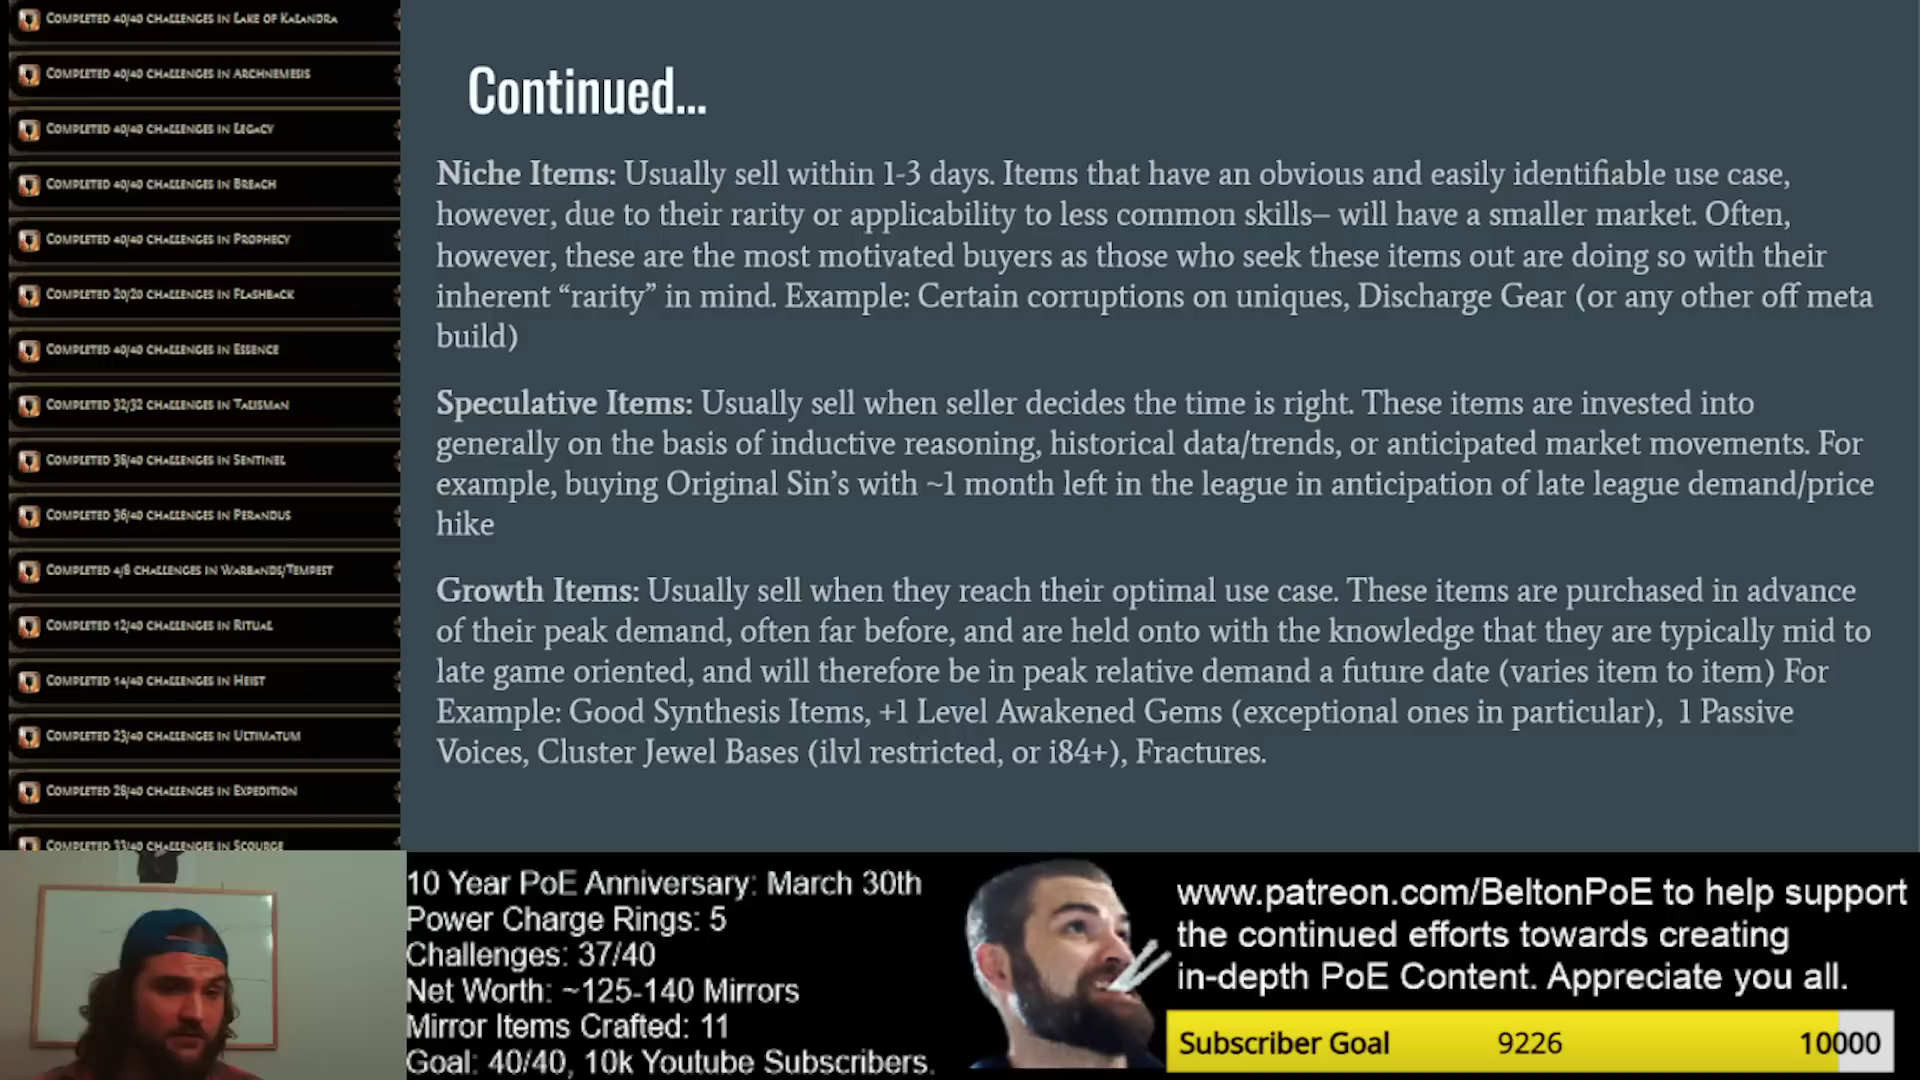 COMPLETED 40/40 CHALLENGES IN LAKE OF KALANDRA
COMPLETED 40/40 CHALLENGES IN ARCHNEMESIS
COMPLETED 40/40 CHALLENGES IN LEGACY
COMPLETED 40/40 CHALLENGES IN BREACH
COMPLETED 40/40 CHALLENGES IN PROPHECY
COMPLETED 20/20 CHALLENGES IN FLASHBACK
COMPLETED 40/40 CHALLENGES IN ESSENCE
COMPLETED 32/32 CHALLENGES IN TALISMAN
COMPLETED 38/40 CHALLENGES IN SENTINEL
COMPLETED 36/40 CHALLENGES IN PERANDUS
COMPLETED 4/8 CHALLENGES IN WARBANDS/TEMPEST
COMPLETED 12/40 CHALLENGES IN RITUAL
COMPLETED 14/40 CHALLENGES IN HEIST
COMPLETED 23/40 CHALLENGES IN ULTIMATUM
COMPLETED 28/40 CHALLENGES IN EXPEDITION
COMPLETED 33/40 CHALLENGES IN SCOURGE
Continued...
Niche Items: Usually sell within 1-3 days. Items that have an obvious and easily identifiable use case,
however, due to their rarity or applicability to less common skills– will have a smaller market. Often,
however, these are the most motivated buyers as those who seek these items out are doing so with their
inherent “rarity” in mind. Example: Certain corruptions on uniques, Discharge Gear (or any other off meta
build)
Speculative Items: Usually sell when seller decides the time is right. These items are invested into
generally on the basis of inductive reasoning, historical data/trends, or anticipated market movements. For
example, buying Original Sin’s with ~1 month left in the league in anticipation of late league demand/price
hike
Growth Items: Usually sell when they reach their optimal use case. These items are purchased in advance
of their peak demand, often far before, and are held onto with the knowledge that they are typically mid to
late game oriented, and will therefore be in peak relative demand a future date (varies item to item) For
Example: Good Synthesis Items, +1 Level Awakened Gems (exceptional ones in particular), 1 Passive
Voices, Cluster Jewel Bases (ilvl restricted, or i84+), Fractures.
10 Year PoE Anniversary: March 30th
Power Charge Rings: 5
Challenges: 37/40
Net Worth: ~125-140 Mirrors
Mirror Items Crafted: 11
Goal: 40/40, 10k Youtube Subscribers.
www.patreon.com/BeltonPoE to help support
the continued efforts towards creating
in-depth PoE Content. Appreciate you all.
Subscriber Goal 9226 10000